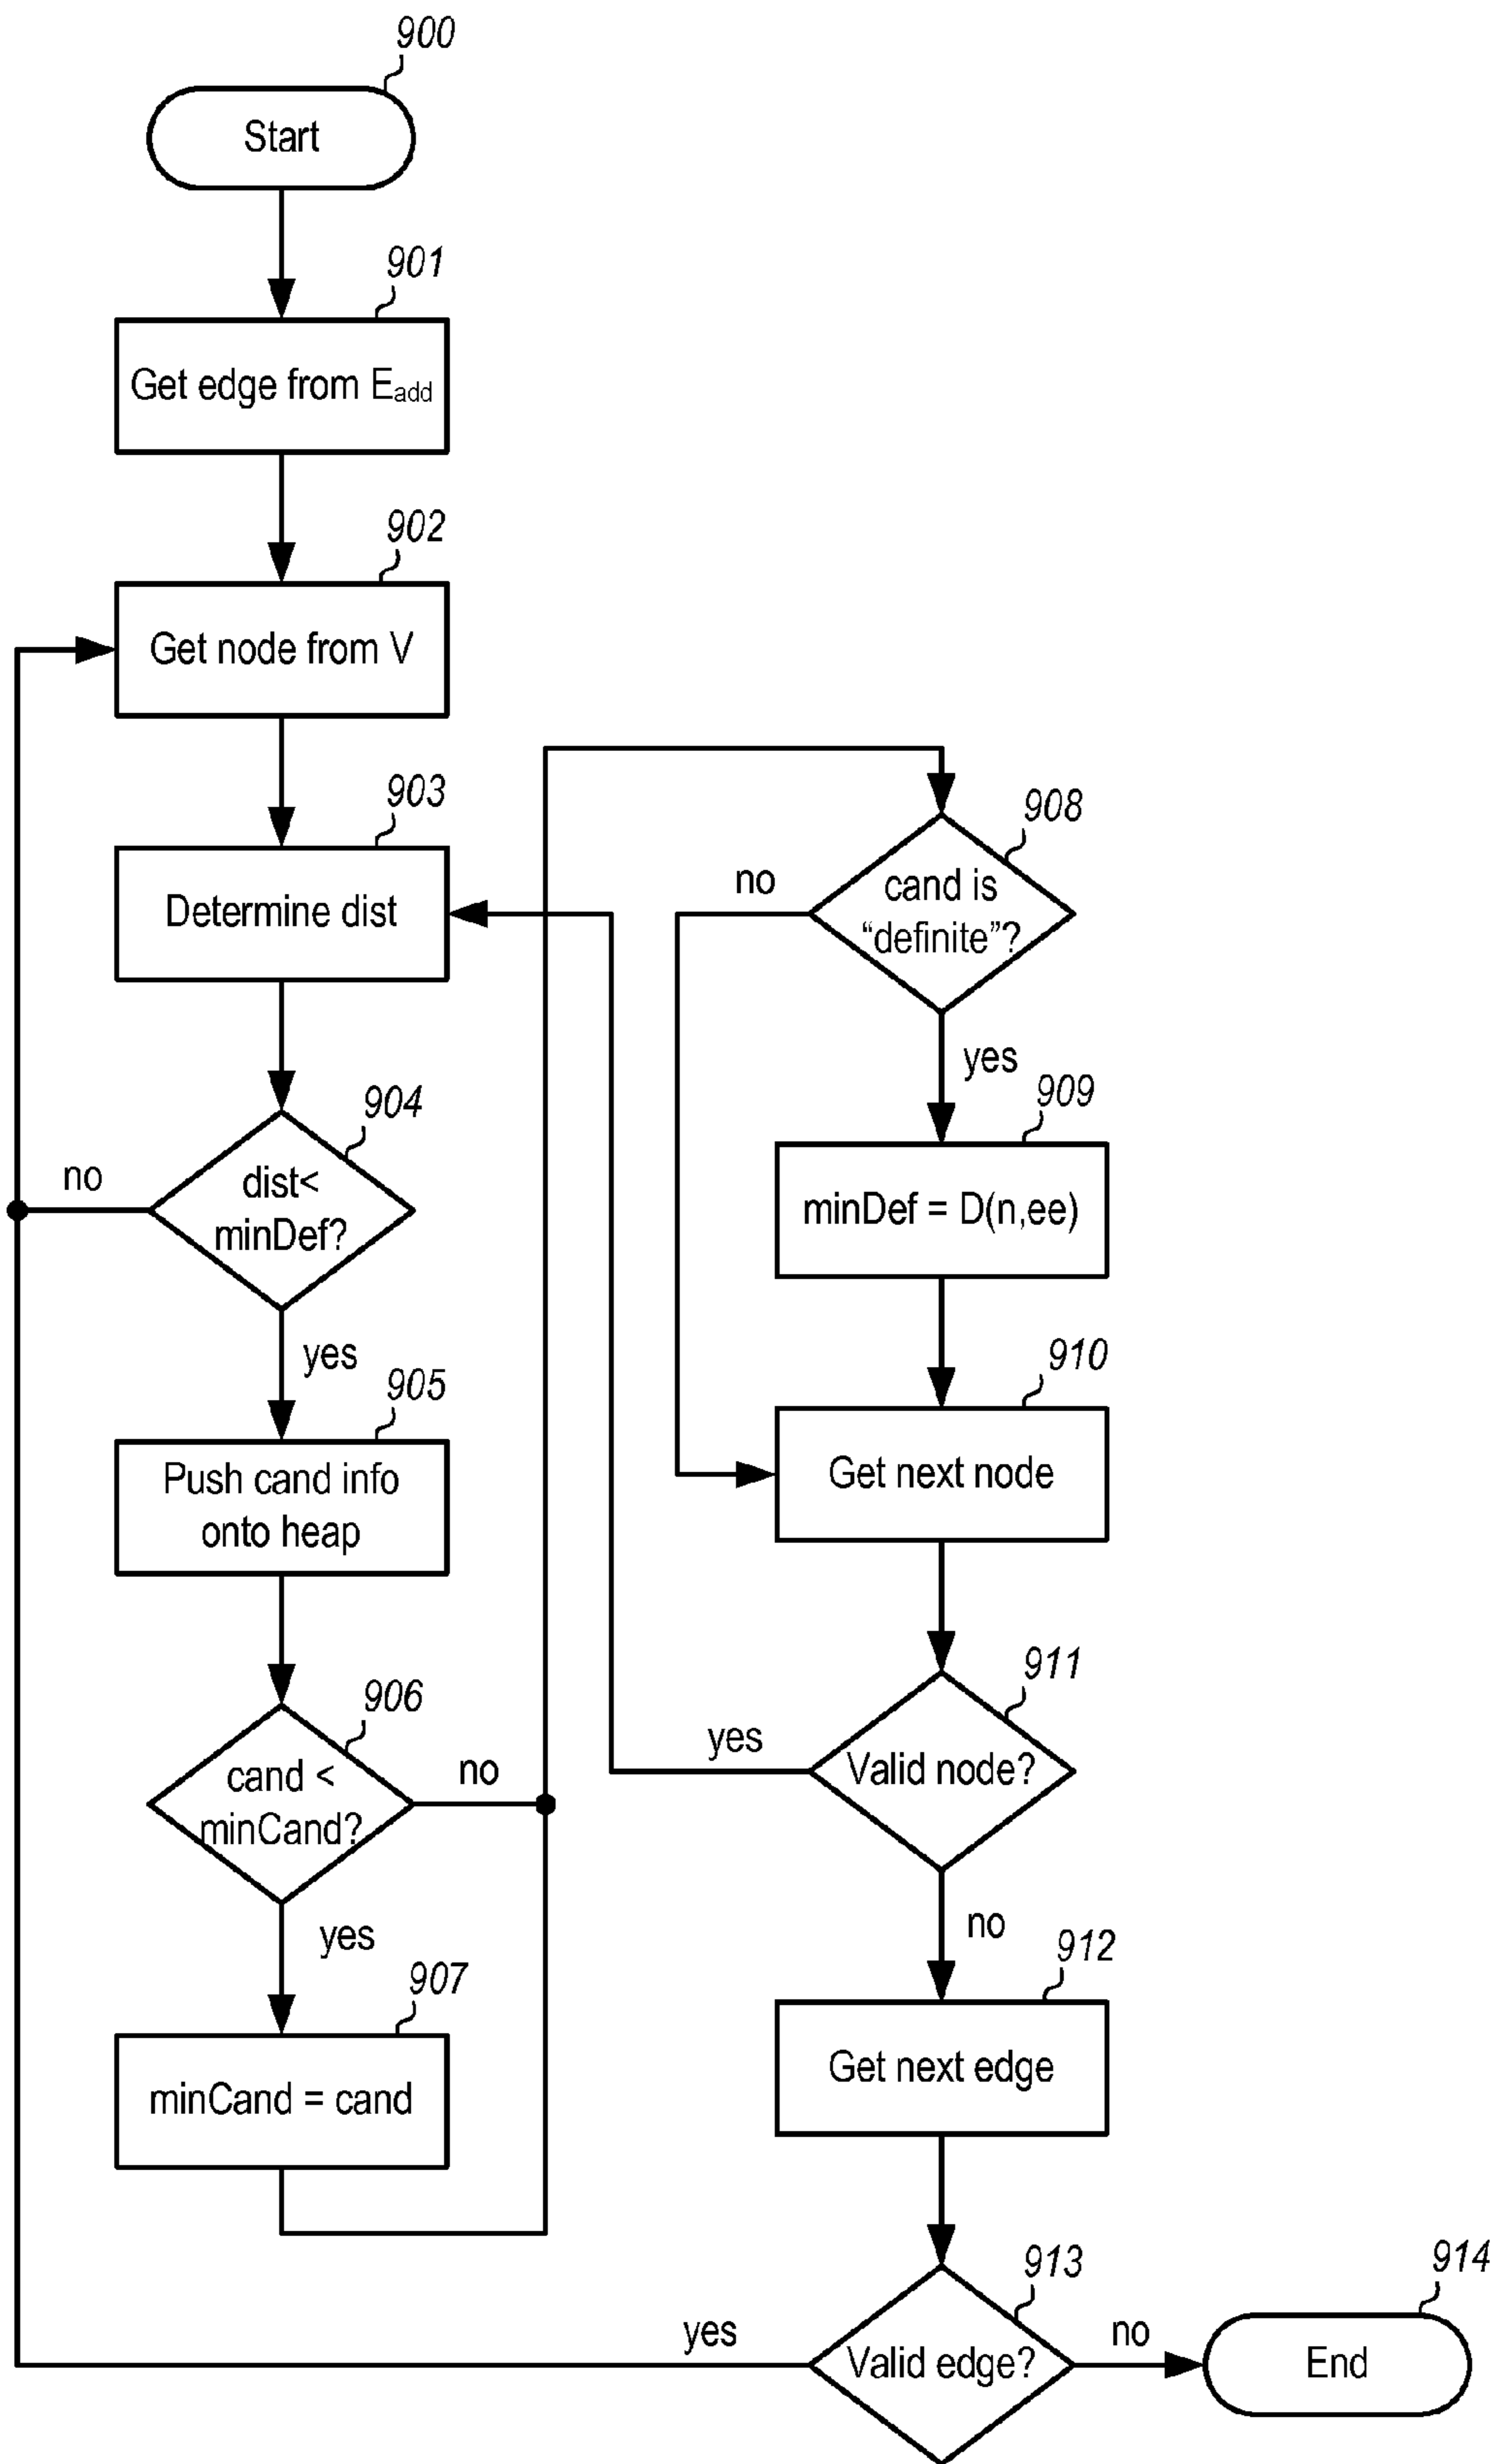 900
Start
901
Get edge from Eadd
902
Get node from V
903
Determine dist
904
dist<
minDef?
no
yes
905
Push cand info
onto heap
906
cand <
minCand?
no
yes
907
minCand = cand
908
cand is
“definite”?
no
yes
909
minDef = D(n,ee)
910
Get next node
911
Valid node?
yes
no
912
Get next edge
913
Valid edge?
yes
no
914
End